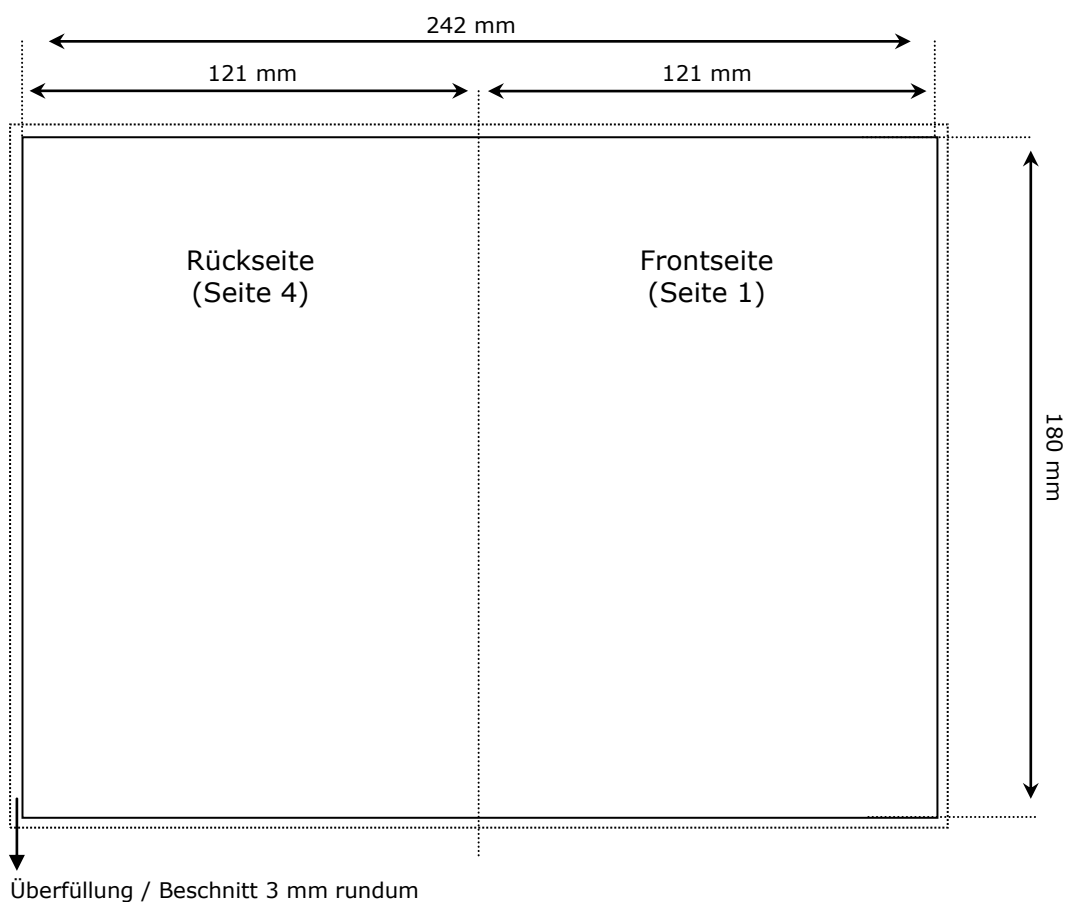 242 mm
121 mm
121 mm
Rückseite
(Seite 4)
Frontseite
(Seite 1)
180 mm
Überfüllung / Beschnitt 3 mm rundum